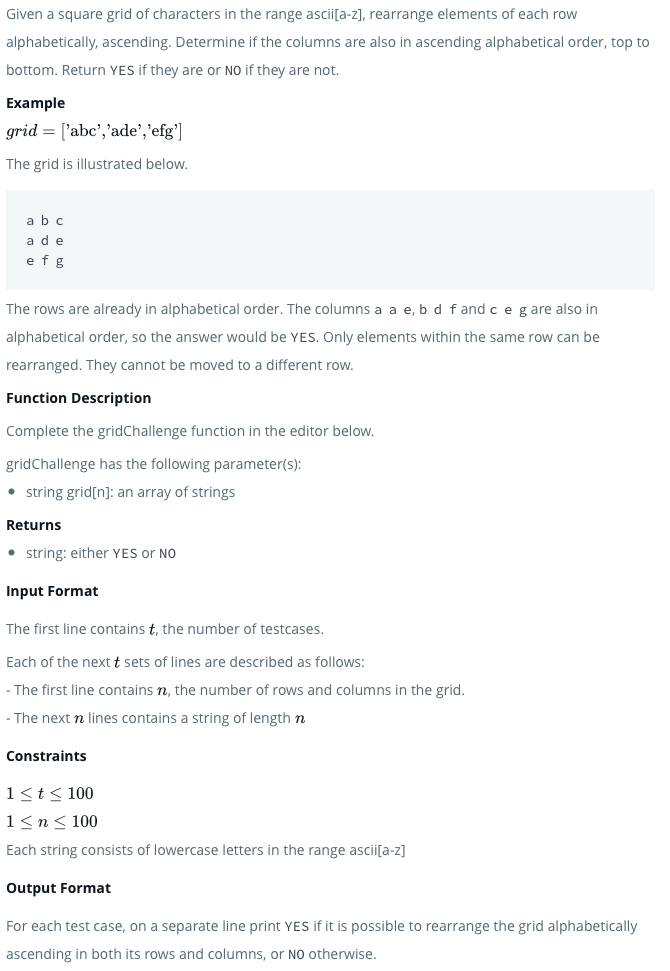 Given a square grid of characters in the range ascii[a-z], rearrange elements of each row
alphabetically, ascending. Determine if the columns are also in ascending alphabetical order, top to
bottom. Return YES if they are or NO if they are not.
Example
grid = ['abc','ade','efg']
The grid is illustrated below.
a b c
a d e
e f g
The rows are already in alphabetical order. The columns a a e, b d f and c e g are also in
alphabetical order, so the answer would be YES. Only elements within the same row can be
rearranged. They cannot be moved to a different row.
Function Description
Complete the gridChallenge function in the editor below.
gridChallenge has the following parameter(s):
• string grid[n]: an array of strings
Returns
• string: either YES or NO
Input Format
The first line contains t, the number of testcases.
Each of the next t sets of lines are described as follows:
- The first line contains n, the number of rows and columns in the grid.
- The next n lines contains a string of length n
Constraints
1 ≤ t ≤ 100
1 ≤ n ≤ 100
Each string consists of lowercase letters in the range ascii[a-z]
Output Format
For each test case, on a separate line print YES if it is possible to rearrange the grid alphabetically
ascending in both its rows and columns, or NO otherwise.